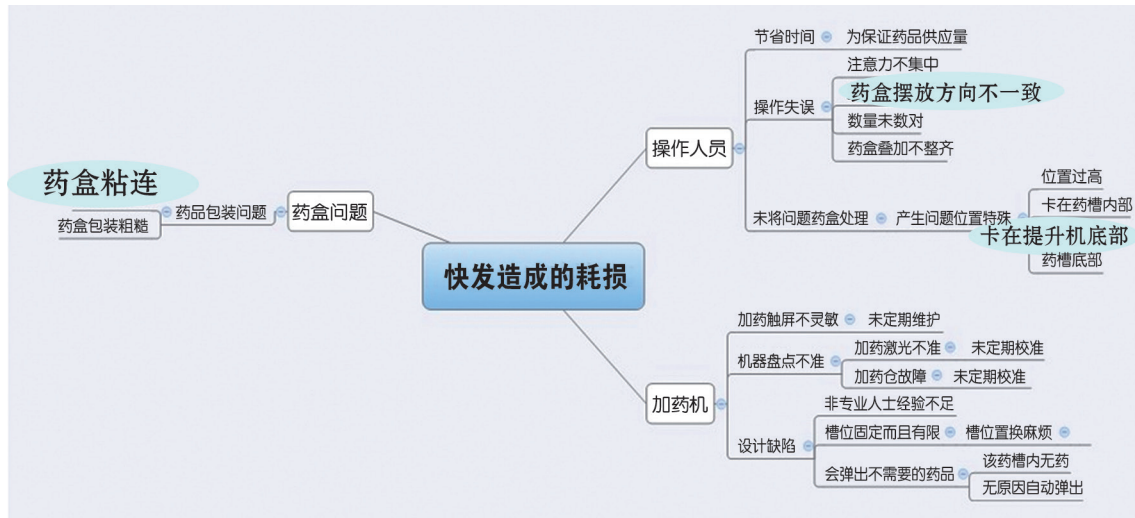 快发造成的耗损
操作人员
节省时间
为保证药品供应量
操作失误
注意力不集中
药盒摆放方向不一致
数量未数对
药盒叠加不整齐
未将问题药盒处理
产生问题位置特殊
位置过高
卡在药槽内部
卡在提升机底部
药槽底部
加药机
加药触屏不灵敏
未定期维护
机器盘点不准
加药激光不准
未定期校准
加药仓故障
未定期校准
设计缺陷
非专业人士经验不足
槽位固定而且有限
槽位置换麻烦
会弹出不需要的药品
该药槽内无药
无原因自动弹出
药盒问题
药品包装问题
药盒粘连
药盒包装粗糙